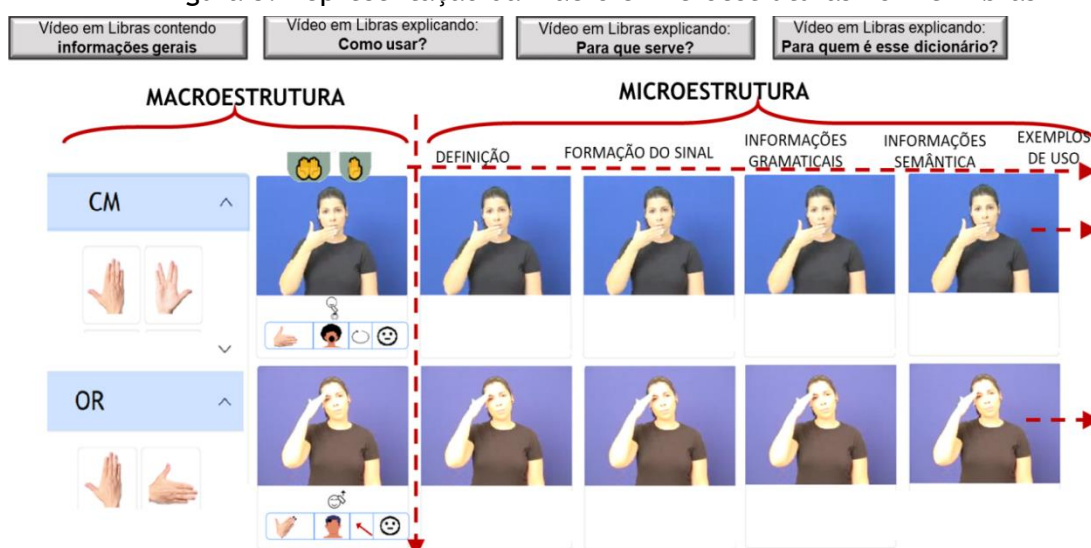 Vídeo em Libras contendo
informações gerais
Vídeo em Libras explicando:
Como usar?
Vídeo em Libras explicando:
Para que serve?
Vídeo em Libras explicando:
Para quem é esse dicionário?
MACROESTRUTURA
MICROESTRUTURA
DEFINIÇÃO
FORMAÇÃO DO SINAL
INFORMAÇÕES
GRAMATICAIS
INFORMAÇÕES
SEMÂNTICA
EXEMPLOS
DE USO
CM
OR